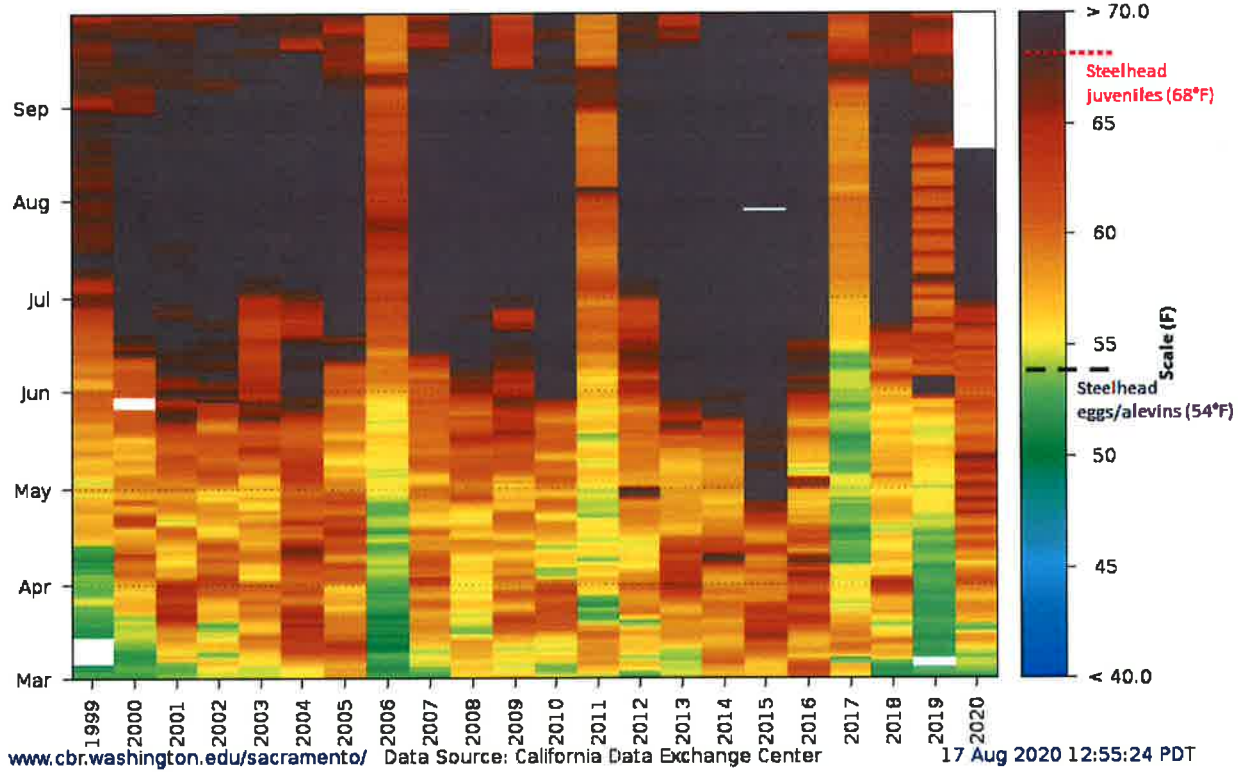 > 70.0
Steelhead
juveniles (68°F)
65
60
55
Scale (F)
Steelhead
eggs/alevins (54°F)
50
45
< 40.0
Sep
Aug
Jul
Jun
May
Apr
Mar
1999
2000
2001
2002
2003
2004
2005
2006
2007
2008
2009
2010
2011
2012
2013
2014
2015
2016
2017
2018
2019
2020
www.cbr.washington.edu/sacramento/ Data Source: California Data Exchange Center 17 Aug 2020 12:55:24 PDT